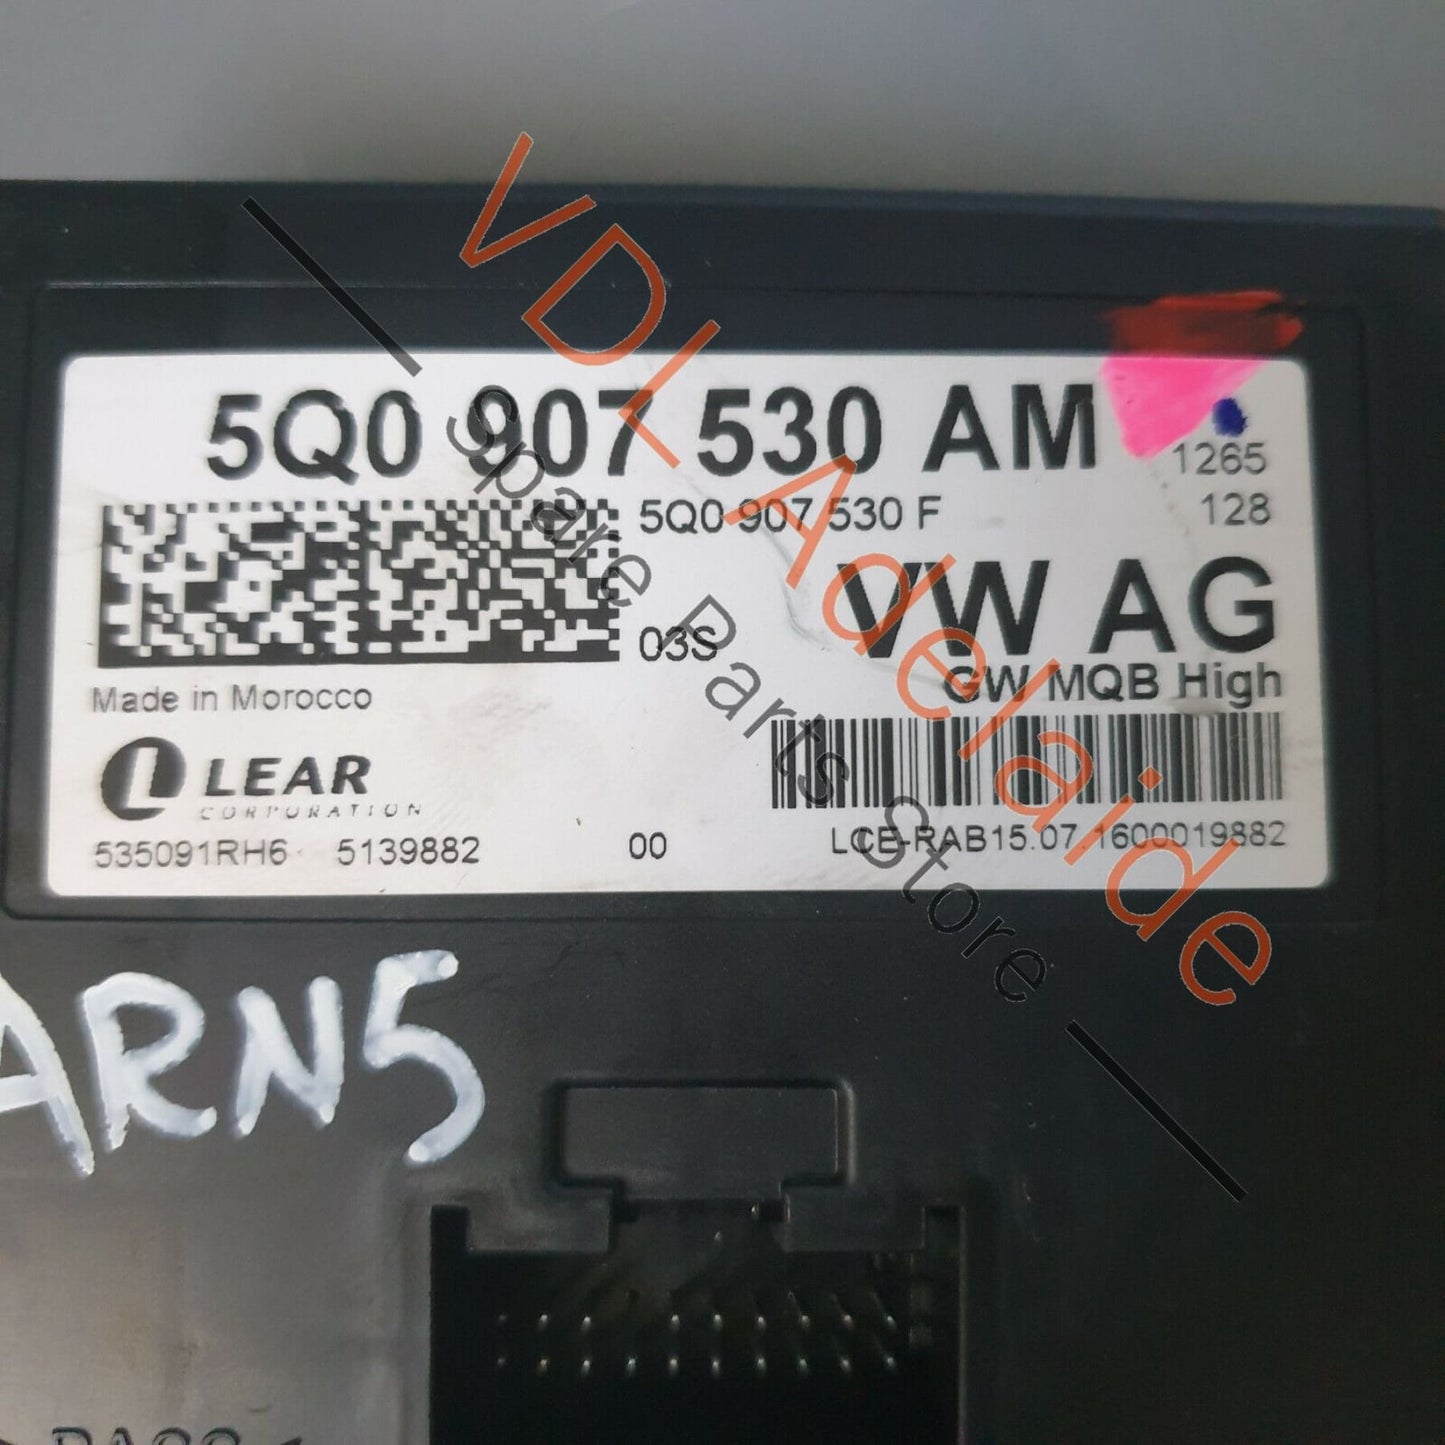 5Q0 907 530 AM
1265
5Q0 907 530 F
128
VW AG
03S
GW MQB High
Made in Morocco
LEAR
CORPORATION
535091RH6 5139882 00 LCE-RAB15.07.1600019882
VDL Adelaide
Spare Parts Store
ARN5